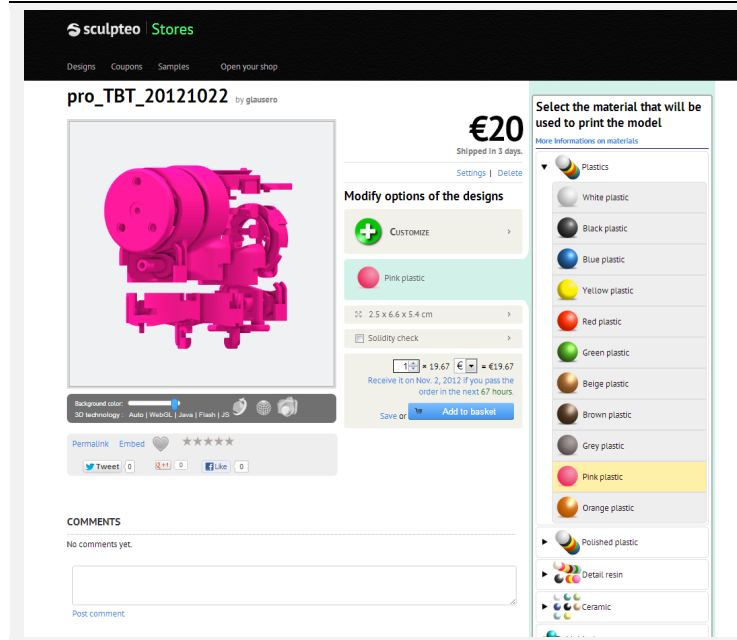 sculpteo Stores
Designs Coupons Samples Open your shop
pro_TBT_20121022 by glausero
€20
Shipped in 3 days.
Settings | Delete
Modify options of the designs
CUSTOMIZE
Pink plastic
2.5 x 6.6 x 5.4 cm
Solidity check
1 × 19.67 € = €19.67
Receive it on Nov. 2, 2012 if you pass the
order in the next 67 hours.
Save or Add to basket
Background color:
3D technology : Auto | WebGL | Java | Flash | JS
Permalink Embed
Tweet 0 +1 0 Like 0
COMMENTS
No comments yet.
Post comment
Select the material that will be
used to print the model
More Informations on materials
Plastics
White plastic
Black plastic
Blue plastic
Yellow plastic
Red plastic
Green plastic
Beige plastic
Brown plastic
Grey plastic
Pink plastic
Orange plastic
Polished plastic
Detail resin
Ceramic